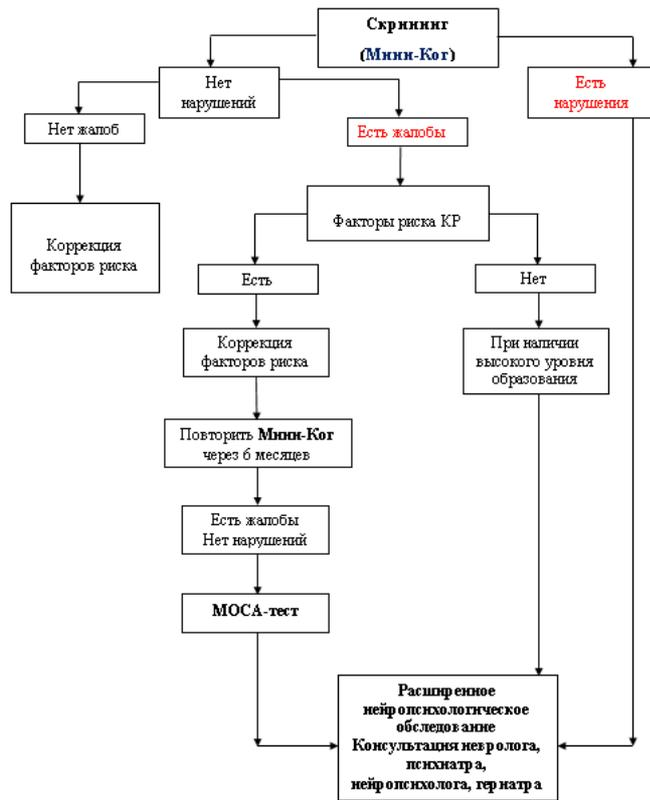 Скрининг
(Мини-Ког)
Нет
нарушений
Есть
нарушения
Нет жалоб
Есть жалобы
Коррекция
факторов риска
Факторы риска КР
Есть
Нет
Коррекция
факторов риска
При наличии
высокого уровня
образования
Повторить Мини-Ког
через 6 месяцев
Есть жалобы
Нет нарушений
МОСА-тест
Расширенное
нейропсихологическое
обследование
Консультация невролога,
психиатра,
нейропсихолога, гериатра